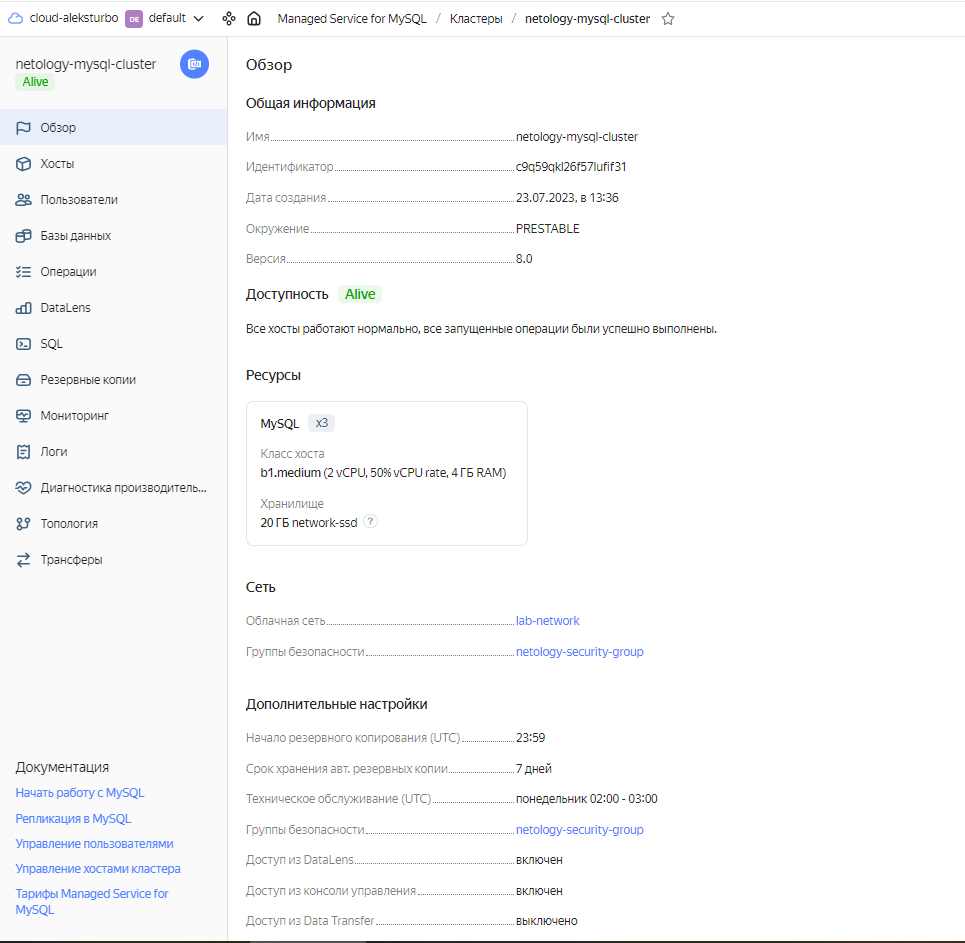 cloud-aleksturbo DE default Managed Service for MySQL / Кластеры / netology-mysql-cluster
netology-mysql-cluster
Alive
Обзор
Хосты
Пользователи
Базы данных
Операции
DataLens
SQL
Резервные копии
Мониторинг
Логи
Диагностика производитель...
Топология
Трансферы
Документация
Начать работу с MySQL
Репликация в MySQL
Управление пользователями
Управление хостами кластера
Тарифы Managed Service for
MySQL
Обзор
Общая информация
Имя netology-mysql-cluster
Идентификатор c9q59qkl26f57lufif31
Дата создания 23.07.2023, в 13:36
Окружение PRESTABLE
Версия 8.0
Доступность Alive
Все хосты работают нормально, все запущенные операции были успешно выполнены.
Ресурсы
MySQL x3
Класс хоста
b1.medium (2 vCPU, 50% vCPU rate, 4 ГБ RAM)
Хранилище
20 ГБ network-ssd ?
Сеть
Облачная сеть lab-network
Группы безопасности netology-security-group
Дополнительные настройки
Начало резервного копирования (UTC) 23:59
Срок хранения авт. резервных копий 7 дней
Техническое обслуживание (UTC) понедельник 02:00 - 03:00
Группы безопасности netology-security-group
Доступ из DataLens включен
Доступ из консоли управления включен
Доступ из Data Transfer выключено